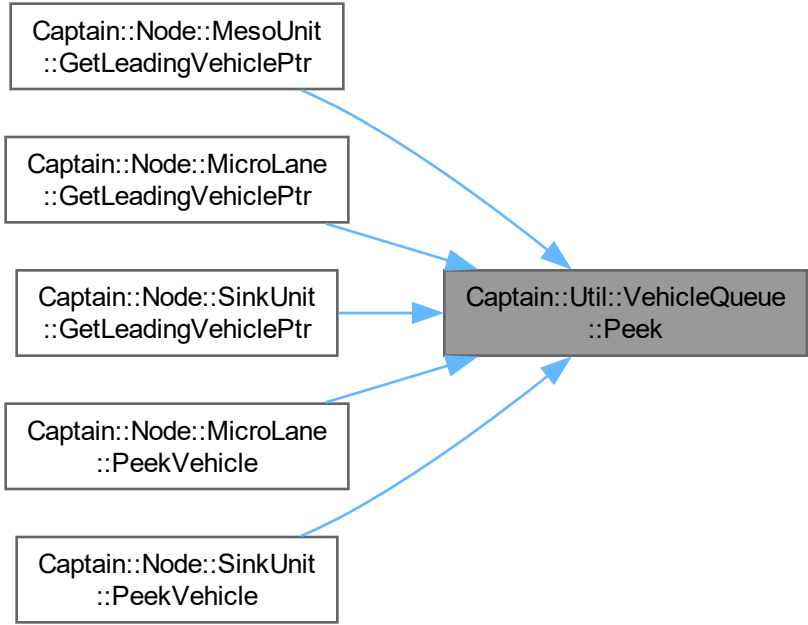 Captain::Node::MesoUnit
::GetLeadingVehiclePtr
Captain::Node::MicroLane
::GetLeadingVehiclePtr
Captain::Node::SinkUnit
::GetLeadingVehiclePtr
Captain::Util::VehicleQueue
::Peek
Captain::Node::MicroLane
::PeekVehicle
Captain::Node::SinkUnit
::PeekVehicle